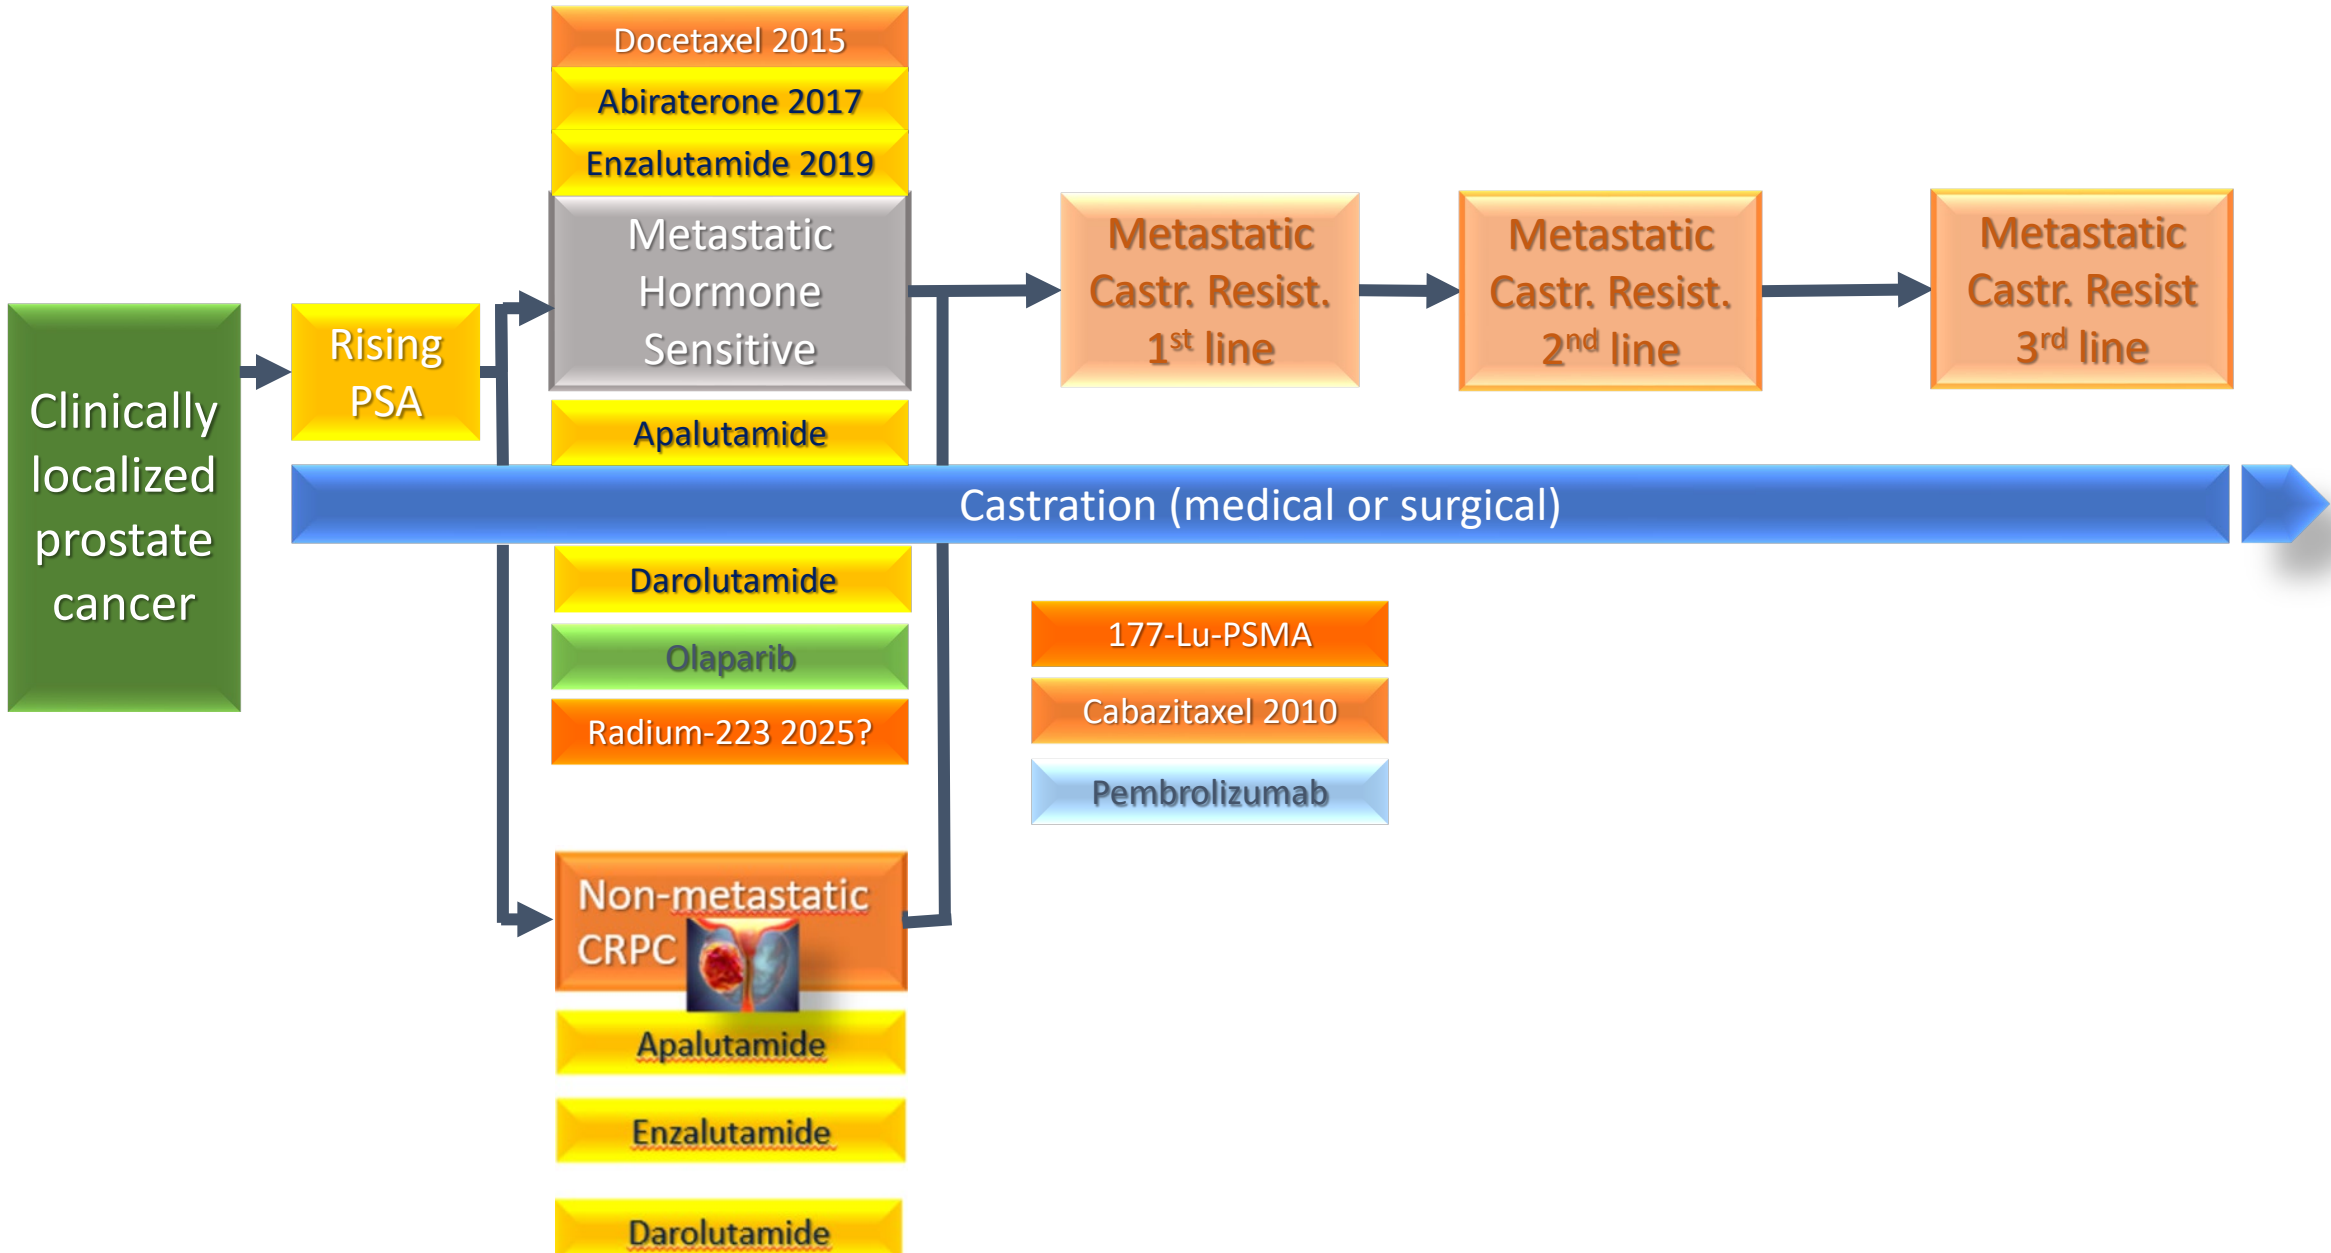 Docetaxel 2015
Abiraterone 2017
Enzalutamide 2019
Metastatic
Hormone
Sensitive
Metastatic
Castr. Resist.
1st line
Metastatic
Castr. Resist.
2nd line
Metastatic
Castr. Resist
3rd line
Clinically
localized
prostate
cancer
Rising
PSA
Apalutamide
Castration (medical or surgical)
Darolutamide
Olaparib
Radium-223 2025?
177-Lu-PSMA
Cabazitaxel 2010
Pembrolizumab
Non-metastatic
CRPC
Apalutamide
Enzalutamide
Darolutamide